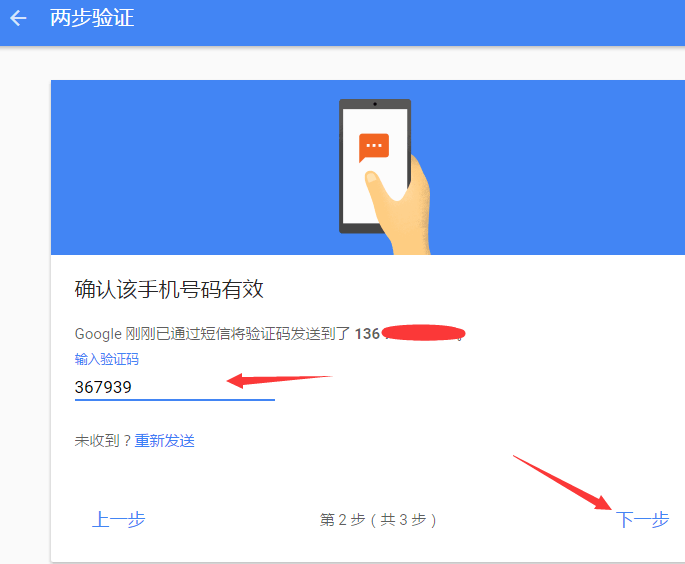 两步验证
确认该手机号码有效
Google 刚刚已通过短信将验证码发送到了 136
输入验证码
367939
未收到？重新发送
上一步 第 2 步（共 3 步） 下一步